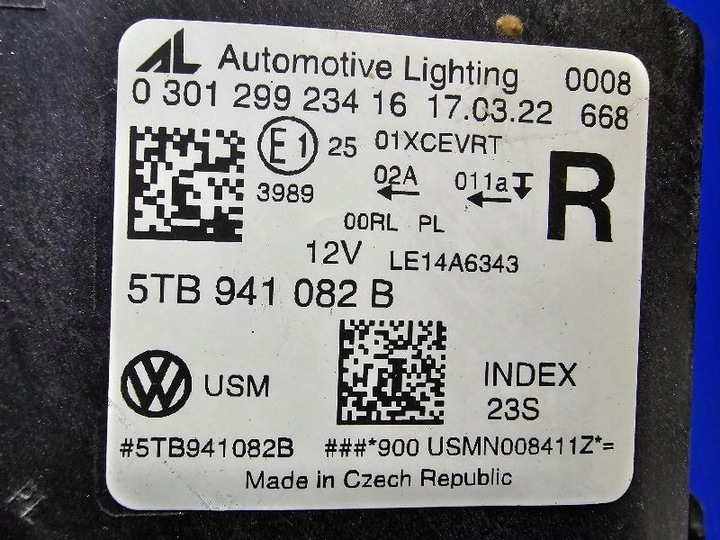 AL Automotive Lighting 0008
0 301 299 234 16 17.03.22 668
E1 25 01XCEVRT
3989 02A 011a R
00RL PL
12V LE14A6343
5TB 941 082 B
VW USM INDEX
23S
#5TB941082B ###*900 USMN008411Z*=
Made in Czech Republic